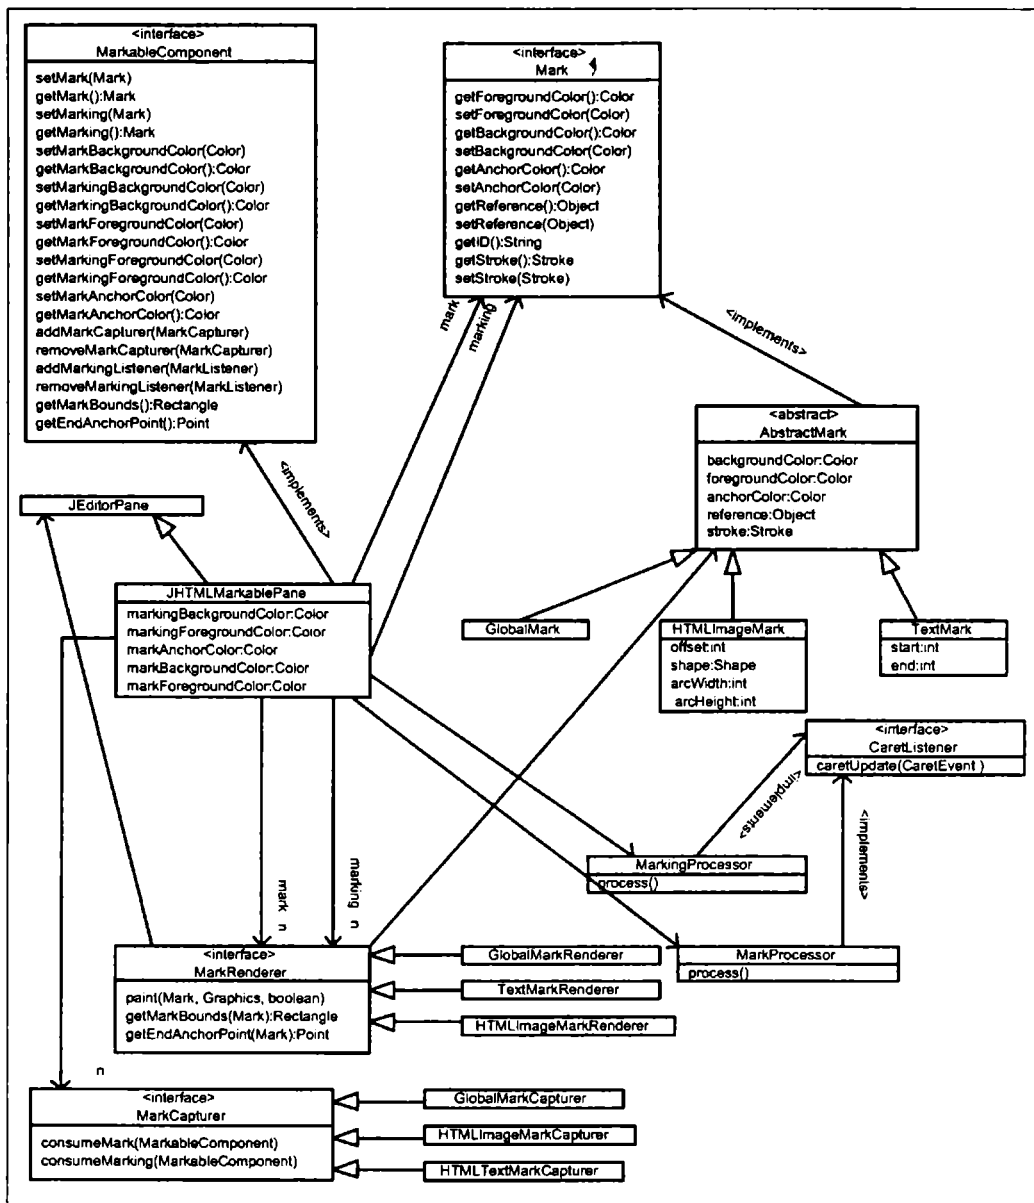 <interface>
MarkableComponent
setMark(Mark)
getMark():Mark
setMarking(Mark)
getMarking():Mark
setMarkBackgroundColor(Color)
getMarkBackgroundColor():Color
setMarkingBackgroundColor(Color)
getMarkingBackgroundColor():Color
setMarkForegroundColor(Color)
getMarkForegroundColor():Color
setMarkingForegroundColor(Color)
getMarkingForegroundColor():Color
setMarkAnchorColor(Color)
getMarkAnchorColor():Color
addMarkCapturer(MarkCapturer)
removeMarkCapturer(MarkCapturer)
addMarkingListener(MarkListener)
removeMarkingListener(MarkListener)
getMarkBounds():Rectangle
getEndAnchorPoint():Point
<interface>
Mark
getForegroundColor():Color
setForegroundColor(Color)
getBackgroundColor():Color
setBackgroundColor(Color)
getAnchorColor():Color
setAnchorColor(Color)
getReference():Object
setReference(Object)
getID():String
getStroke():Stroke
setStroke(Stroke)
mark
marking
<implements>
<abstract>
AbstractMark
backgroundColor:Color
foregroundColor:Color
anchorColor:Color
reference:Object
stroke:Stroke
<implements>
JEditorPane
JHTMLMarkablePane
markingBackgroundColor:Color
markingForegroundColor:Color
markAnchorColor:Color
markBackgroundColor:Color
markForegroundColor:Color
GlobalMark
HTMLImageMark
offset:int
shape:Shape
arcWidth:int
arcHeight:int
TextMark
start:int
end:int
<interface>
CaretListener
caretUpdate(CaretEvent )
<implements>
<implements>
MarkingProcessor
process()
MarkProcessor
process()
mark n
marking n
<interface>
MarkRenderer
paint(Mark, Graphics, boolean)
getMarkBounds(Mark):Rectangle
getEndAnchorPoint(Mark):Point
GlobalMarkRenderer
TextMarkRenderer
HTMLImageMarkRenderer
n
<interface>
MarkCapturer
consumeMark(MarkableComponent)
consumeMarking(MarkableComponent)
GlobalMarkCapturer
HTMLImageMarkCapturer
HTMLTextMarkCapturer